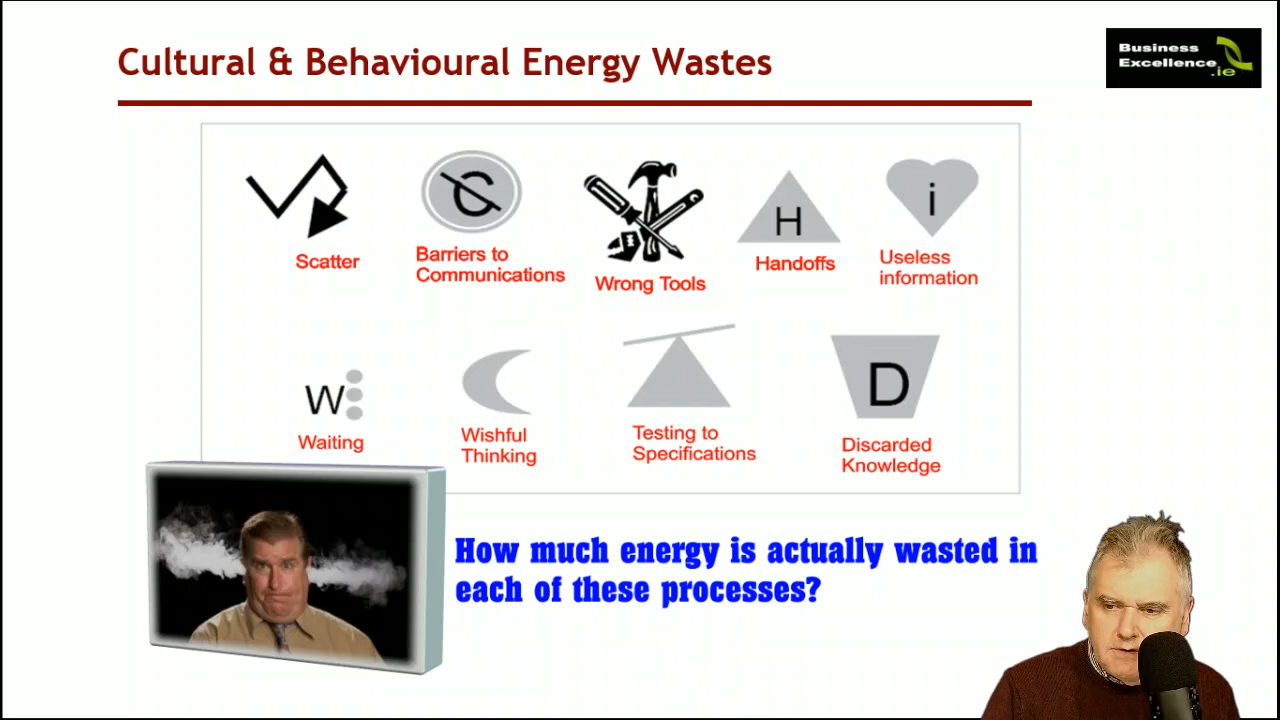 Cultural & Behavioural Energy Wastes
Business
Excellence
.ie
C
H
i
Scatter
Barriers to
Communications
Wrong Tools
Handoffs
Useless
information
W
D
Waiting
Wishful
Thinking
Testing to
Specifications
Discarded
Knowledge
How much energy is actually wasted in
each of these processes?